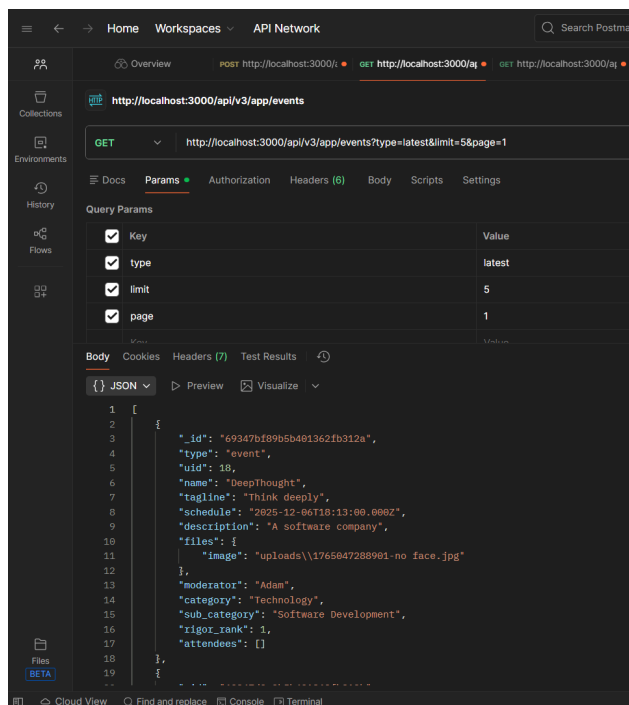 Home Workspaces API Network Search Postma
Overview POST http://localhost:3000/a GET http://localhost:3000/ap GET http://localhost:3000/ap
Collections
Environments
History
Flows
Files
BETA
HTTP http://localhost:3000/api/v3/app/events
GET http://localhost:3000/api/v3/app/events?type=latest&limit=5&page=1
Docs Params Authorization Headers (6) Body Scripts Settings
Query Params
Key Value
type latest
limit 5
page 1
Key Value
Body Cookies Headers (7) Test Results
{} JSON Preview Visualize
1 [
2 {
3 "_id": "69347bf89b5b401362fb312a",
4 "type": "event",
5 "uid": 18,
6 "name": "DeepThought",
7 "tagline": "Think deeply",
8 "schedule": "2025-12-06T18:13:00.000Z",
9 "description": "A software company",
10 "files": {
11 "image": "uploads\\1765047288901-no face.jpg"
12 },
13 "moderator": "Adam",
14 "category": "Technology",
15 "sub_category": "Software Development",
16 "rigor_rank": 1,
17 "attendees": []
18 },
19 {
Cloud View Find and replace Console Terminal